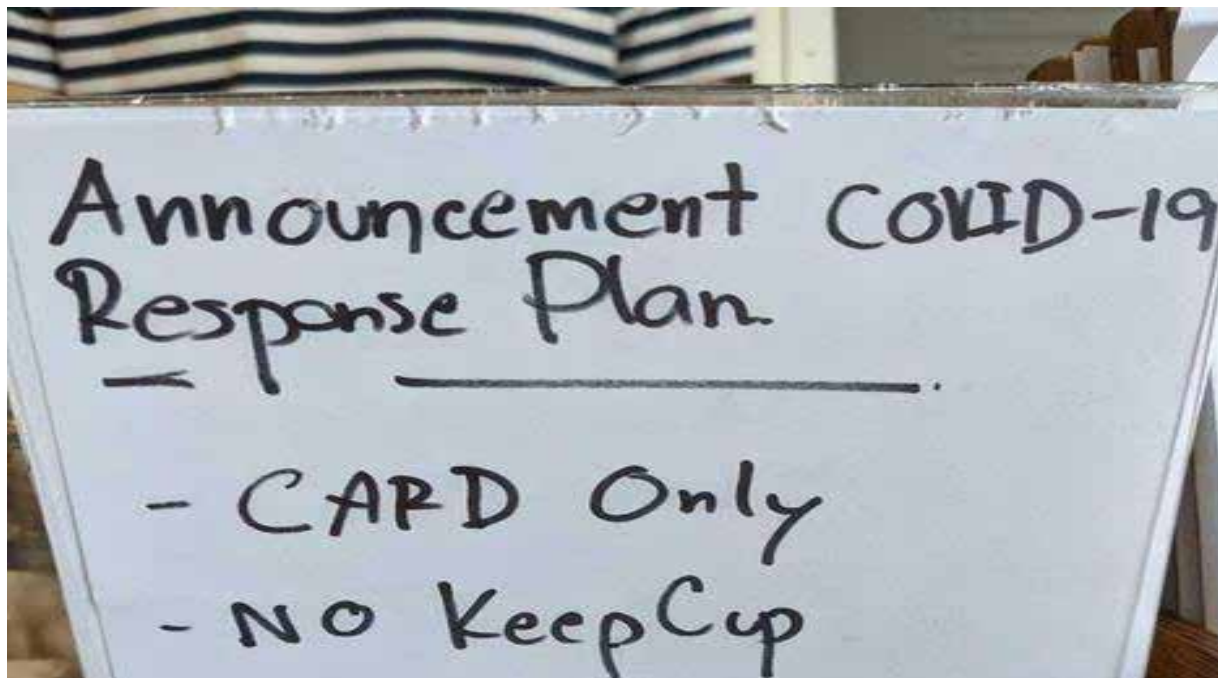 Announcement COVID-19
Response Plan.
- CARD Only
- NO KeepCup